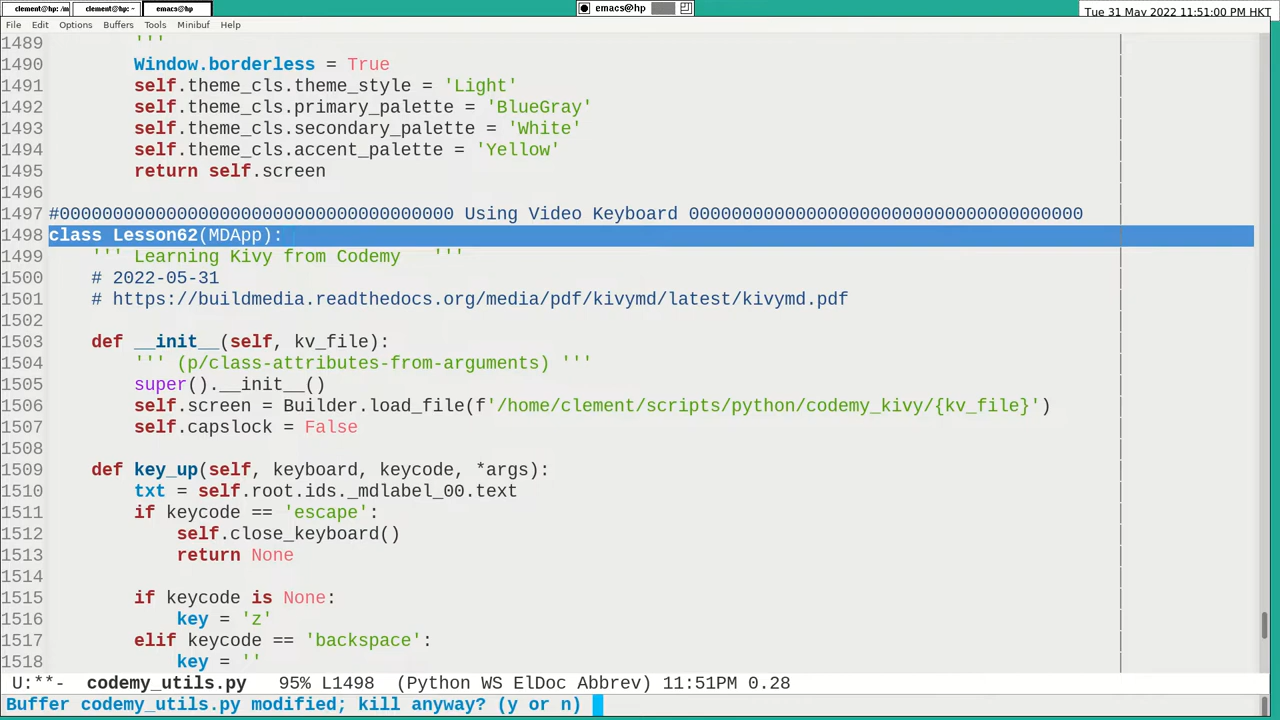 clement@hp: /m clement@hp: ~ emacs@hp emacs@hp Tue 31 May 2022 11:51:00 PM HKT
File Edit Options Buffers Tools Minibuf Help
1489         '''
1490         Window.borderless = True
1491         self.theme_cls.theme_style = 'Light'
1492         self.theme_cls.primary_palette = 'BlueGray'
1493         self.theme_cls.secondary_palette = 'White'
1494         self.theme_cls.accent_palette = 'Yellow'
1495         return self.screen
1496
1497 #0000000000000000000000000000000000000 Using Video Keyboard 0000000000000000000000000000000000000
1498 class Lesson62(MDApp):
1499     ''' Learning Kivy from Codemy   '''
1500     # 2022-05-31
1501     # https://buildmedia.readthedocs.org/media/pdf/kivymd/latest/kivymd.pdf
1502
1503     def __init__(self, kv_file):
1504         ''' (p/class-attributes-from-arguments) '''
1505         super().__init__()
1506         self.screen = Builder.load_file(f'/home/clement/scripts/python/codemy_kivy/{kv_file}')
1507         self.capslock = False
1508
1509     def key_up(self, keyboard, keycode, *args):
1510         txt = self.root.ids._mdlabel_00.text
1511         if keycode == 'escape':
1512             self.close_keyboard()
1513             return None
1514
1515         if keycode is None:
1516             key = 'z'
1517         elif keycode == 'backspace':
1518             key = ''
U:**-  codemy_utils.py   95% L1498  (Python WS ElDoc Abbrev) 11:51PM 0.28
Buffer codemy_utils.py modified; kill anyway? (y or n)